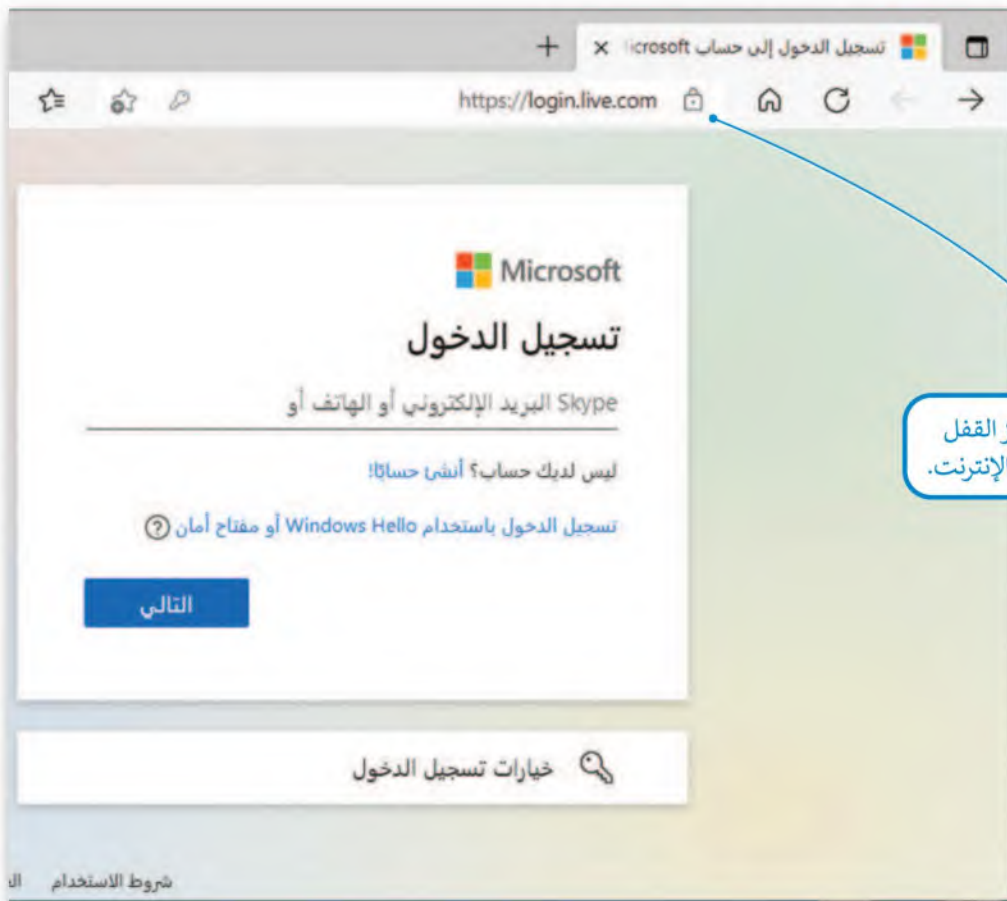 تسجيل الدخول إلى حساب icrosoft
https://login.live.com
Microsoft
تسجيل الدخول
Skype البريد الإلكتروني أو الهاتف أو
ليس لديك حساب؟ أنشئ حسابًا!
تسجيل الدخول باستخدام Windows Hello أو مفتاح أمان
التالي
القفل
الإنترنت.
خيارات تسجيل الدخول
شروط الاستخدام